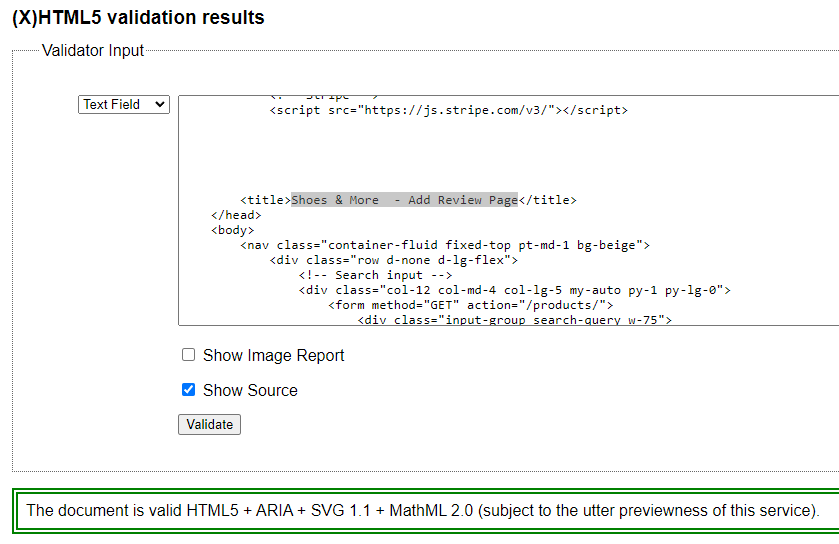 (X)HTML5 validation results
Validator Input
Text Field
<script src="https://js.stripe.com/v3/"></script>
<title>Shoes & More  - Add Review Page</title>
</head>
<body>
<nav class="container-fluid fixed-top pt-md-1 bg-beige">
<div class="row d-none d-lg-flex">
<!-- Search input -->
<div class="col-12 col-md-4 col-lg-5 my-auto py-1 py-lg-0">
<form method="GET" action="/products/">
<div class="input-group search-query w-75">
Show Image Report
Show Source
Validate
The document is valid HTML5 + ARIA + SVG 1.1 + MathML 2.0 (subject to the utter previewness of this service).